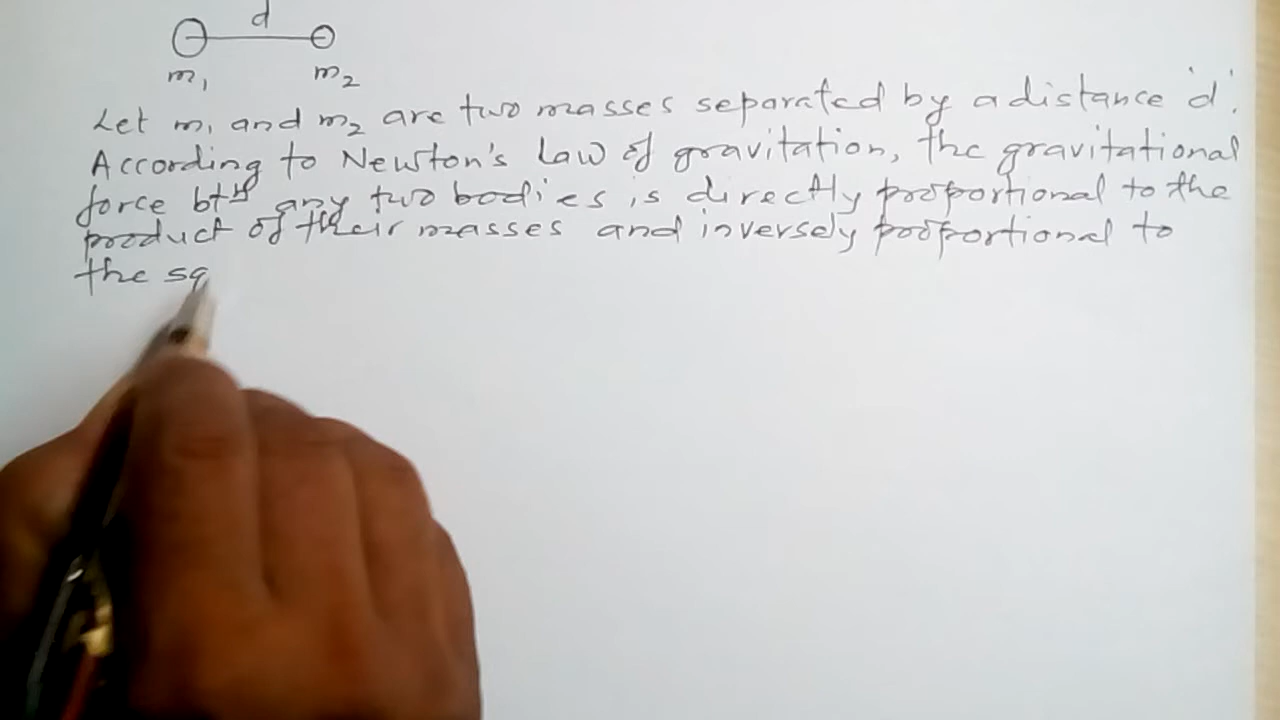 d
m₁ m₂
Let m₁ and m₂ are two masses separated by a distance 'd'.
According to Newton's Law of gravitation, the gravitational
force btⁿ any two bodies is directly proportional to the
product of their masses and inversely proportional to
the sq